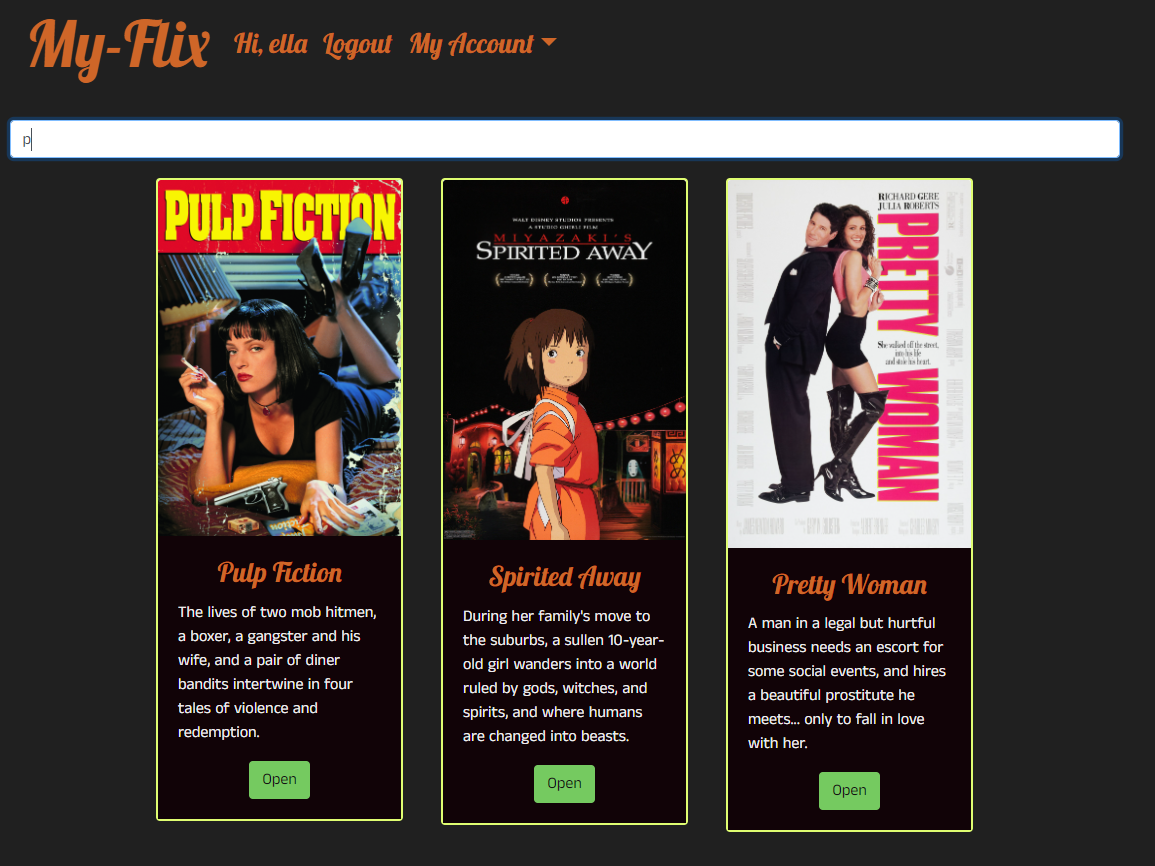 My-Flix
Hi, ella Logout My Account
p
PULP FICTION
WALT DISNEY STUDIOS PRESENTS
A STUDIO GHIBLI FILM
MIYAZAKI'S
SPIRITED AWAY
RICHARD GERE
JULIA ROBERTS
PRETTY WOMAN
She walked off the street,
into his life
and stole his heart.
Pulp Fiction
The lives of two mob hitmen,
a boxer, a gangster and his
wife, and a pair of diner
bandits intertwine in four
tales of violence and
redemption.
Open
Spirited Away
During her family's move to
the suburbs, a sullen 10-year-
old girl wanders into a world
ruled by gods, witches, and
spirits, and where humans
are changed into beasts.
Open
Pretty Woman
A man in a legal but hurtful
business needs an escort for
some social events, and hires
a beautiful prostitute he
meets... only to fall in love
with her.
Open